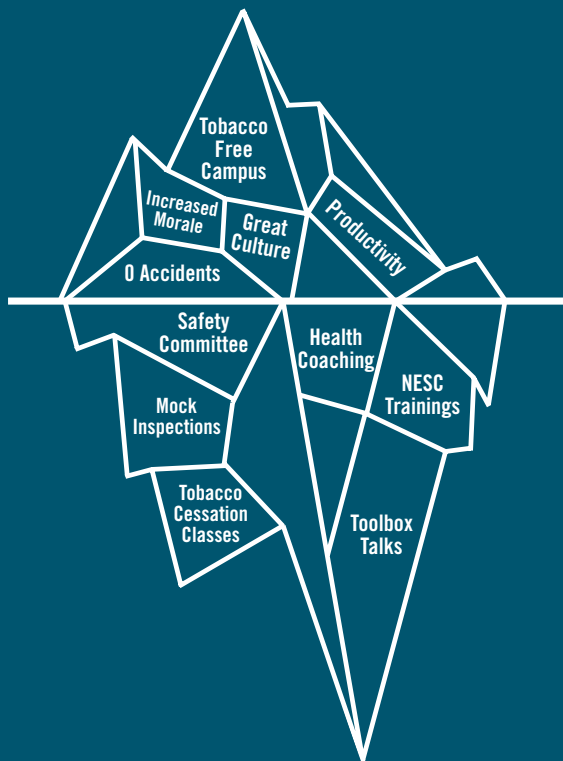 Tobacco
Free
Campus
Increased
Morale
Great
Culture
Productivity
0 Accidents
Safety
Committee
Health
Coaching
NESC
Trainings
Mock
Inspections
Tobacco
Cessation
Classes
Toolbox
Talks